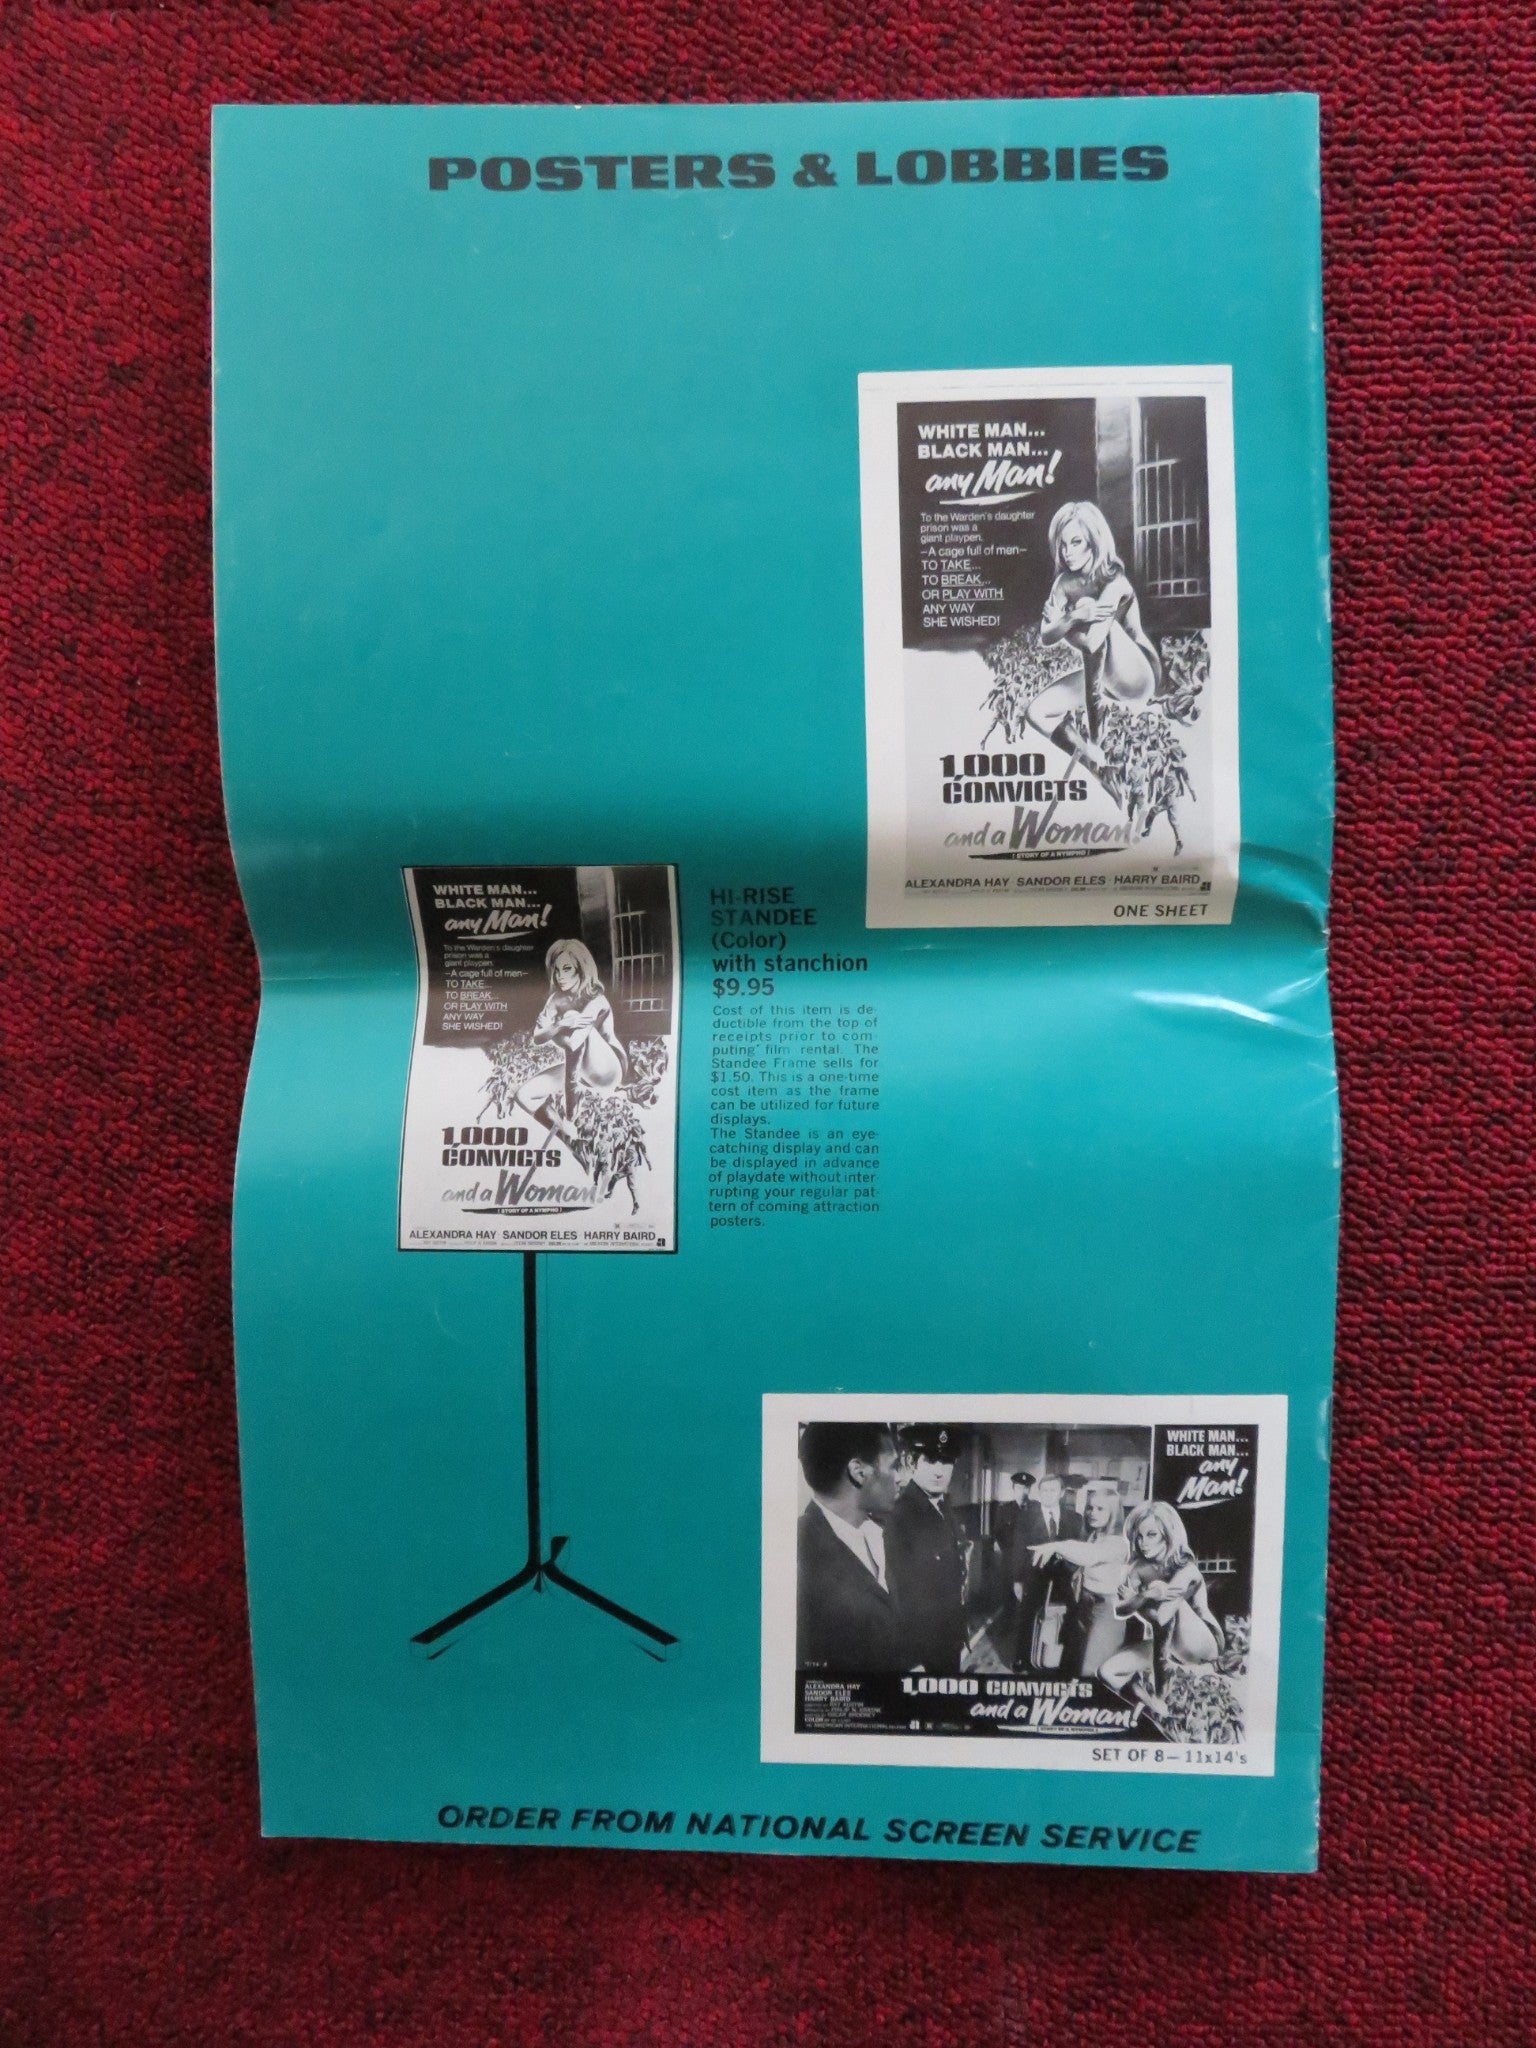 POSTERS & LOBBIES
WHITE MAN...
BLACK MAN...
any Man!
To the Warden's daughter
prison was a
giant playpen.
—A cage full of men—
TO TAKE...
TO BREAK...
OR PLAY WITH
ANY WAY
SHE WISHED!
1,000
CONVICTS
and a Woman!
[STORY OF A NYMPHO]
ALEXANDRA HAY · SANDOR ELES · HARRY BAIRD
ONE SHEET
WHITE MAN...
BLACK MAN...
any Man!
To the Warden's daughter
prison was a
giant playpen.
—A cage full of men—
TO TAKE...
TO BREAK...
OR PLAY WITH
ANY WAY
SHE WISHED!
1,000
CONVICTS
and a Woman!
[STORY OF A NYMPHO]
ALEXANDRA HAY · SANDOR ELES · HARRY BAIRD
HI-RISE
STANDEE
(Color)
with stanchion
$9.95
Cost of this item is de-
ductible from the top of
receipts prior to com-
puting film rental. The
Standee Frame sells for
$1.50. This is a one-time
cost item as the frame
can be utilized for future
displays.
The Standee is an eye-
catching display and can
be displayed in advance
of playdate without inter
rupting your regular pat-
tern of coming attraction
posters.
WHITE MAN...
BLACK MAN...
any
Man!
ALEXANDRA HAY
SANDOR ELES
HARRY BAIRD
1,000 CONVICTS
and a Woman!
[STORY OF A NYMPHO]
SET OF 8—11x14's
ORDER FROM NATIONAL SCREEN SERVICE